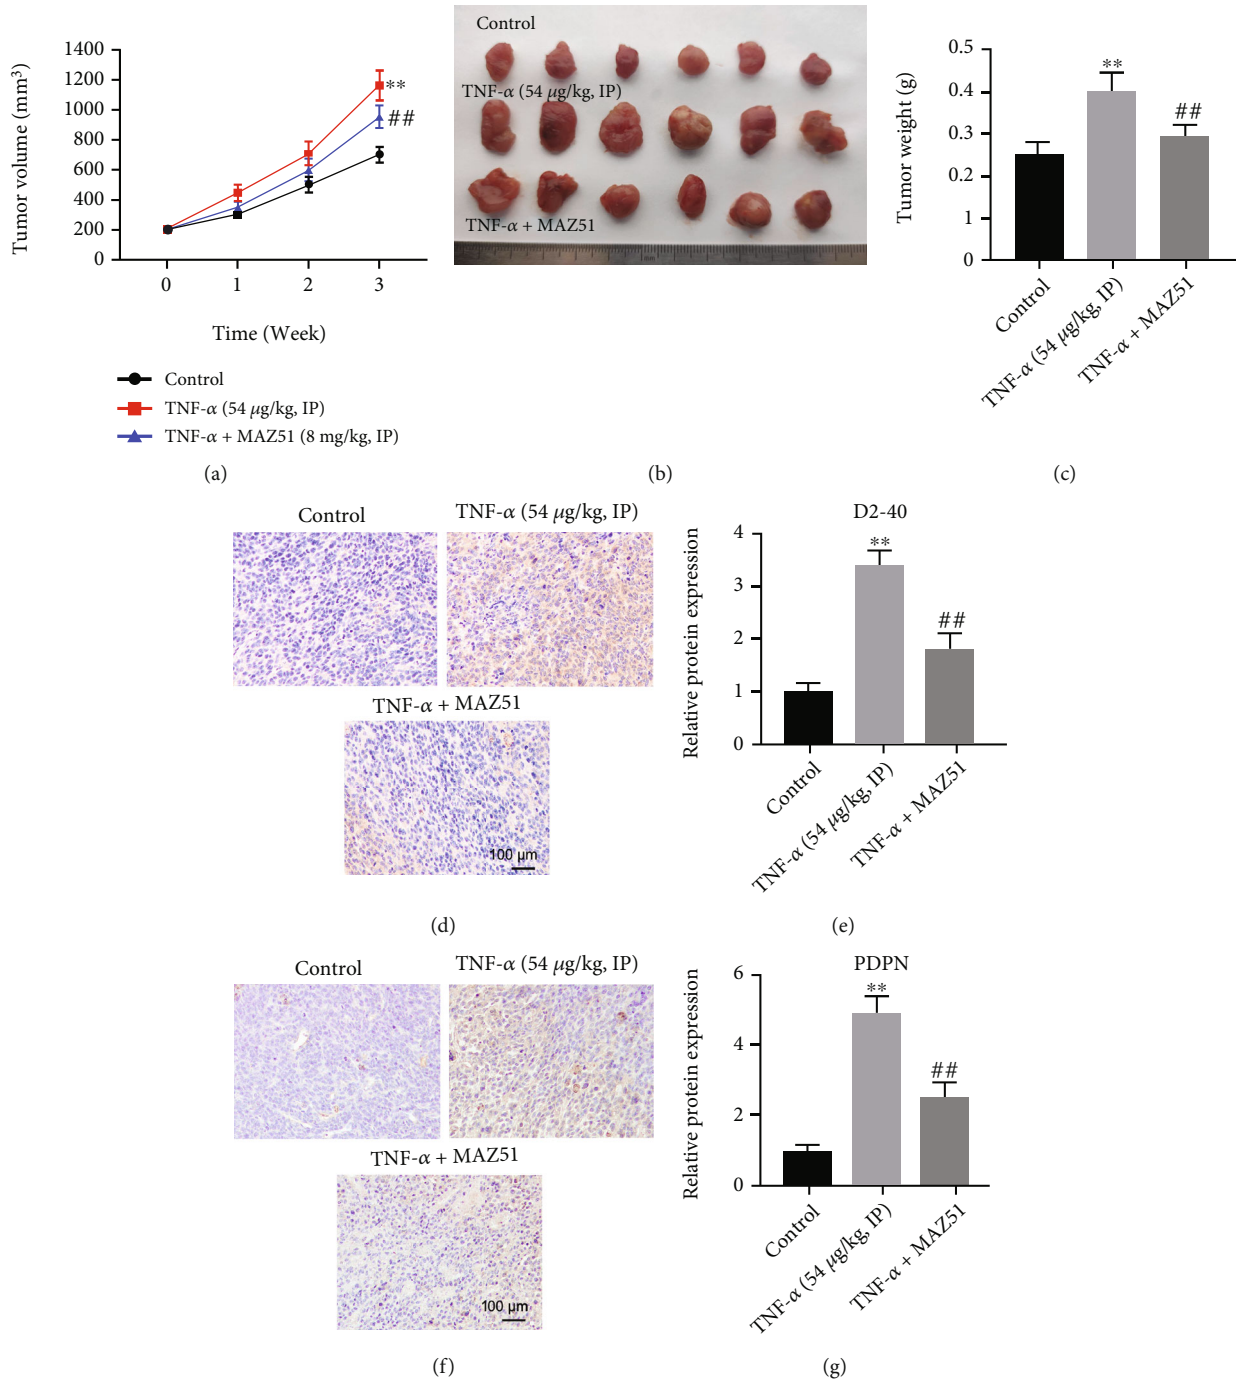 1400
1200
1000
800
600
400
200
0
Tumor volume (mm³)
**
##
0 1 2 3
Time (Week)
Control
TNF-α (54 μg/kg, IP)
TNF-α + MAZ51 (8 mg/kg, IP)
(a)
Control
TNF-α (54 μg/kg, IP)
TNF-α + MAZ51
(b)
0.5
0.4
0.3
0.2
1
0
Tumor weight (g)
**
##
Control
TNF-α (54 μg/kg, IP)
TNF-α + MAZ51
(c)
Control
TNF-α (54 μg/kg, IP)
TNF-α + MAZ51
100 μm
(d)
D2-40
4
3
2
1
0
Relative protein expression
**
##
Control
TNF-α (54 μg/kg, IP)
TNF-α + MAZ51
(e)
Control
TNF-α (54 μg/kg, IP)
TNF-α + MAZ51
100 μm
(f)
PDPN
6
4
2
0
Relative protein expression
**
##
Control
TNF-α (54 μg/kg, IP)
TNF-α + MAZ51
(g)